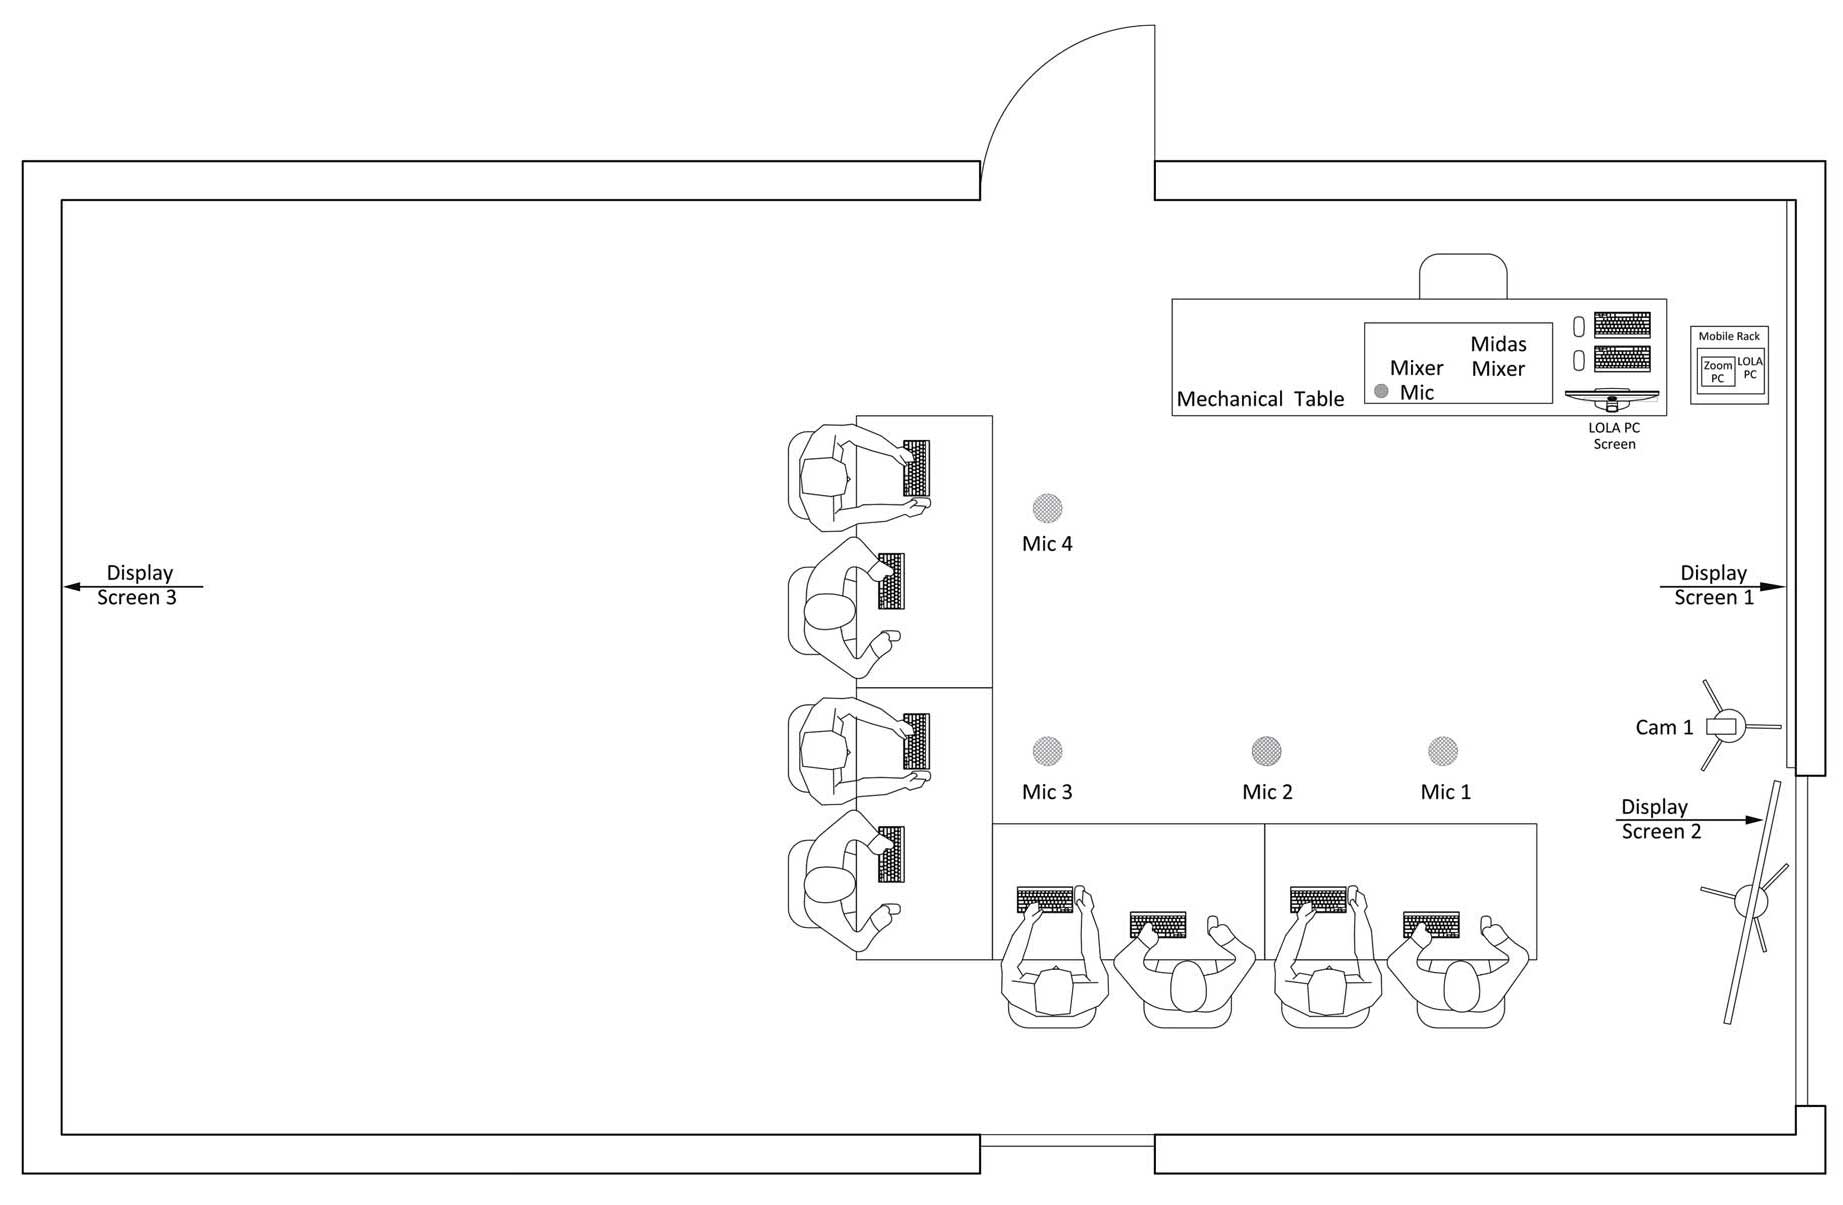 Mobile Rack
Zoom
PC
LOLA
PC
Midas
Mixer
Mixer
Mic
Mechanical Table
LOLA PC
Screen
Mic 4
Display
Screen 3
Display
Screen 1
Cam 1
Mic 3
Mic 2
Mic 1
Display
Screen 2